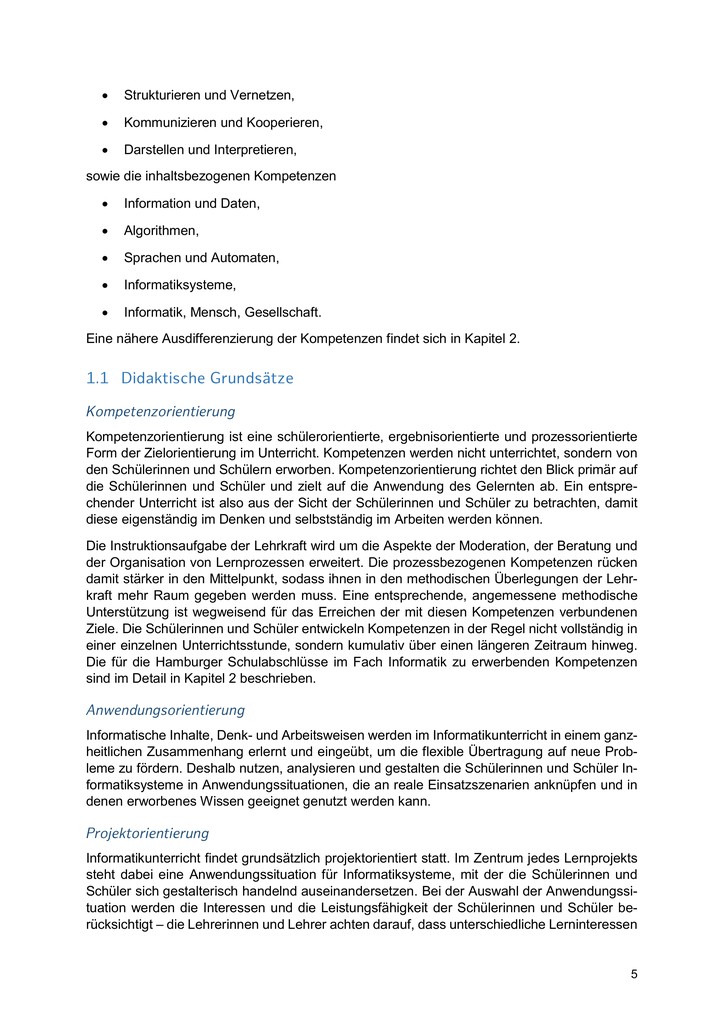 • Strukturieren und Vernetzen,
• Kommunizieren und Kooperieren,
• Darstellen und Interpretieren,
sowie die inhaltsbezogenen Kompetenzen
• Information und Daten,
• Algorithmen,
• Sprachen und Automaten,
• Informatiksysteme,
• Informatik, Mensch, Gesellschaft.
Eine nähere Ausdifferenzierung der Kompetenzen findet sich in Kapitel 2.
1.1 Didaktische Grundsätze
Kompetenzorientierung
Kompetenzorientierung ist eine schülerorientierte, ergebnisorientierte und prozessorientierte
Form der Zielorientierung im Unterricht. Kompetenzen werden nicht unterrichtet, sondern von
den Schülerinnen und Schülern erworben. Kompetenzorientierung richtet den Blick primär auf
die Schülerinnen und Schüler und zielt auf die Anwendung des Gelernten ab. Ein entspre-
chender Unterricht ist also aus der Sicht der Schülerinnen und Schüler zu betrachten, damit
diese eigenständig im Denken und selbstständig im Arbeiten werden können.
Die Instruktionsaufgabe der Lehrkraft wird um die Aspekte der Moderation, der Beratung und
der Organisation von Lernprozessen erweitert. Die prozessbezogenen Kompetenzen rücken
damit stärker in den Mittelpunkt, sodass ihnen in den methodischen Überlegungen der Lehr-
kraft mehr Raum gegeben werden muss. Eine entsprechende, angemessene methodische
Unterstützung ist wegweisend für das Erreichen der mit diesen Kompetenzen verbundenen
Ziele. Die Schülerinnen und Schüler entwickeln Kompetenzen in der Regel nicht vollständig in
einer einzelnen Unterrichtsstunde, sondern kumulativ über einen längeren Zeitraum hinweg.
Die für die Hamburger Schulabschlüsse im Fach Informatik zu erwerbenden Kompetenzen
sind im Detail in Kapitel 2 beschrieben.
Anwendungsorientierung
Informatische Inhalte, Denk- und Arbeitsweisen werden im Informatikunterricht in einem ganz-
heitlichen Zusammenhang erlernt und eingeübt, um die flexible Übertragung auf neue Prob-
leme zu fördern. Deshalb nutzen, analysieren und gestalten die Schülerinnen und Schüler In-
formatiksysteme in Anwendungssituationen, die an reale Einsatzszenarien anknüpfen und in
denen erworbenes Wissen geeignet genutzt werden kann.
Projektorientierung
Informatikunterricht findet grundsätzlich projektorientiert statt. Im Zentrum jedes Lernprojekts
steht dabei eine Anwendungssituation für Informatiksysteme, mit der die Schülerinnen und
Schüler sich gestalterisch handelnd auseinandersetzen. Bei der Auswahl der Anwendungssi-
tuation werden die Interessen und die Leistungsfähigkeit der Schülerinnen und Schüler be-
rücksichtigt – die Lehrerinnen und Lehrer achten darauf, dass unterschiedliche Lerninteressen
5